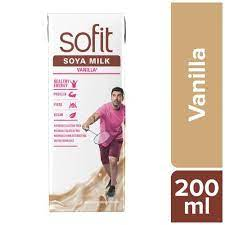 sofit
SOYA MILK
VANILLA
HEALTHY
ENERGY
PROTEIN
FIBRE
VEGAN
Vanilla
200
ml